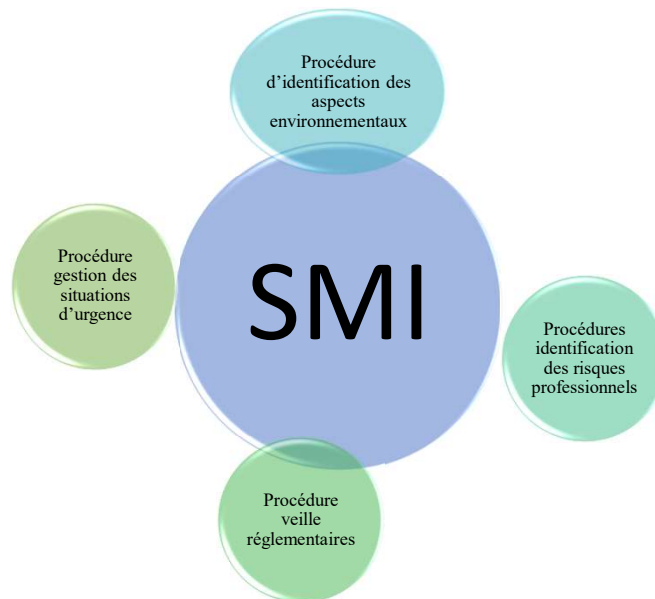 Procédure
d’identification des
aspects
environnementaux
Procédure
gestion des
situations
d’urgence
SMI
Procédures
identification
des risques
professionnels
Procédure
veille
réglementaires